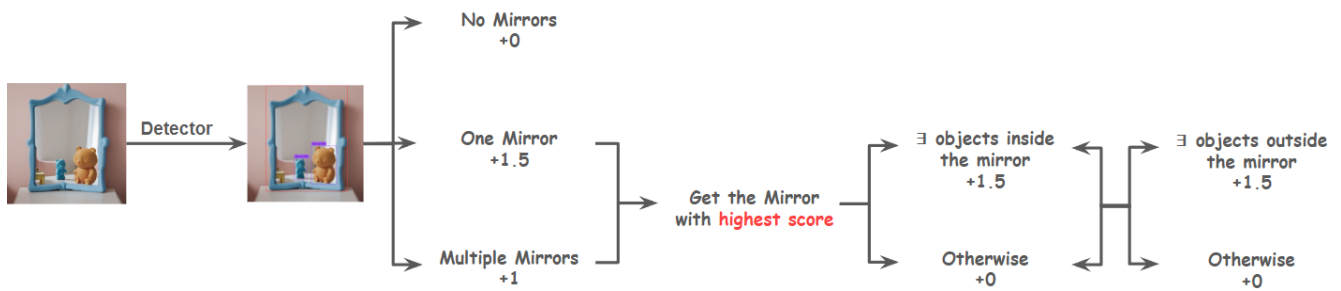 No Mirrors
+0
Detector
One Mirror
+1.5
Multiple Mirrors
+1
Get the Mirror
with highest score
∃ objects inside
the mirror
+1.5
Otherwise
+0
∃ objects outside
the mirror
+1.5
Otherwise
+0